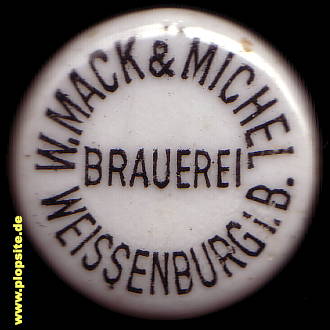 W. MACK & MICHEL
BRAUEREI
WEISSENBURG i. B.
www.plopsite.de